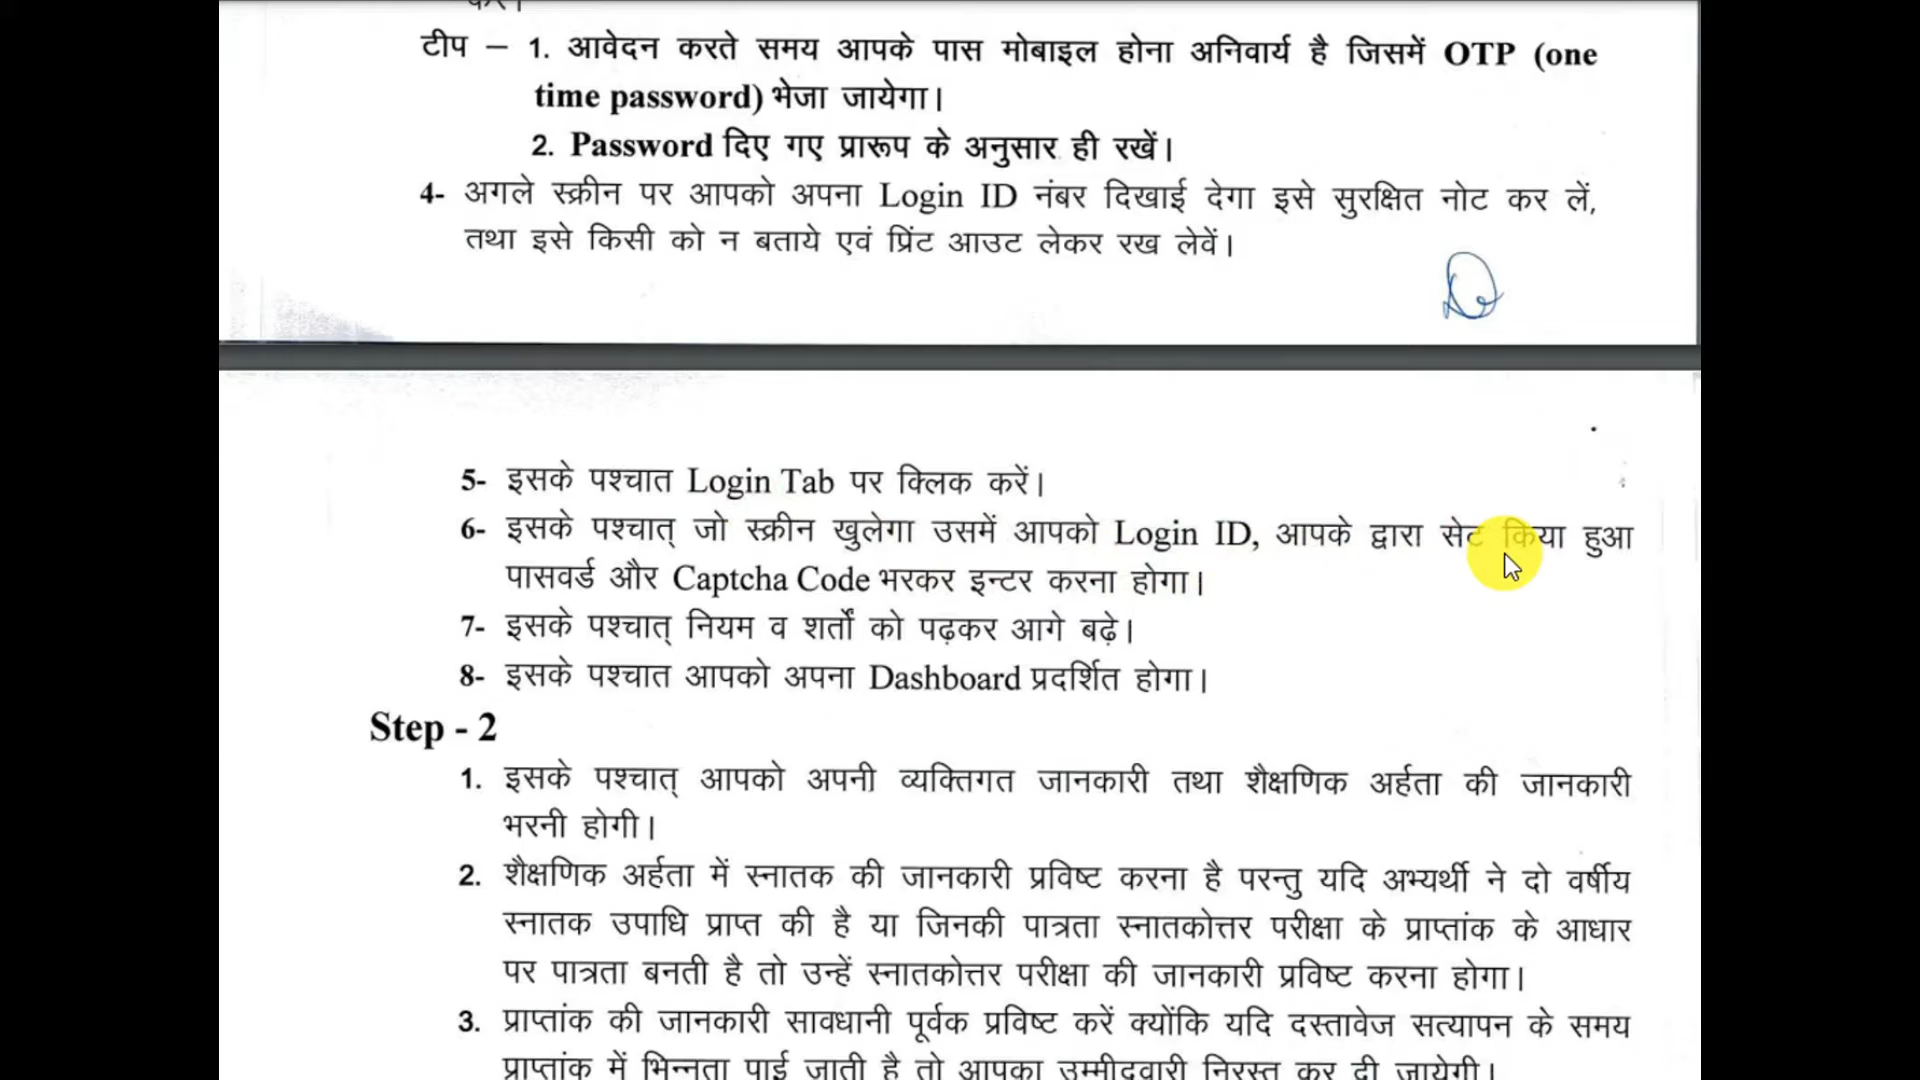 टीप – 1. आवेदन करते समय आपके पास मोबाइल होना अनिवार्य है जिसमें OTP (one
time password) भेजा जायेगा।
2. Password दिए गए प्रारूप के अनुसार ही रखें।
4- अगले स्क्रीन पर आपको अपना Login ID नंबर दिखाई देगा इसे सुरक्षित नोट कर लें,
तथा इसे किसी को न बताये एवं प्रिंट आउट लेकर रख लेवें।
5- इसके पश्चात Login Tab पर क्लिक करें।
6- इसके पश्चात् जो स्क्रीन खुलेगा उसमें आपको Login ID, आपके द्वारा सेट किया हुआ
पासवर्ड और Captcha Code भरकर इन्टर करना होगा।
7- इसके पश्चात् नियम व शर्तों को पढ़कर आगे बढ़े।
8- इसके पश्चात आपको अपना Dashboard प्रदर्शित होगा।
Step - 2
1. इसके पश्चात् आपको अपनी व्यक्तिगत जानकारी तथा शैक्षणिक अर्हता की जानकारी
भरनी होगी।
2. शैक्षणिक अर्हता में स्नातक की जानकारी प्रविष्ट करना है परन्तु यदि अभ्यर्थी ने दो वर्षीय
स्नातक उपाधि प्राप्त की है या जिनकी पात्रता स्नातकोत्तर परीक्षा के प्राप्तांक के आधार
पर पात्रता बनती है तो उन्हें स्नातकोत्तर परीक्षा की जानकारी प्रविष्ट करना होगा।
3. प्राप्तांक की जानकारी सावधानी पूर्वक प्रविष्ट करें क्योंकि यदि दस्तावेज सत्यापन के समय
प्राप्तांक में भिन्नता पाई जाती है तो आपका उम्मीदवारी निरस्त कर दी जायेगी।